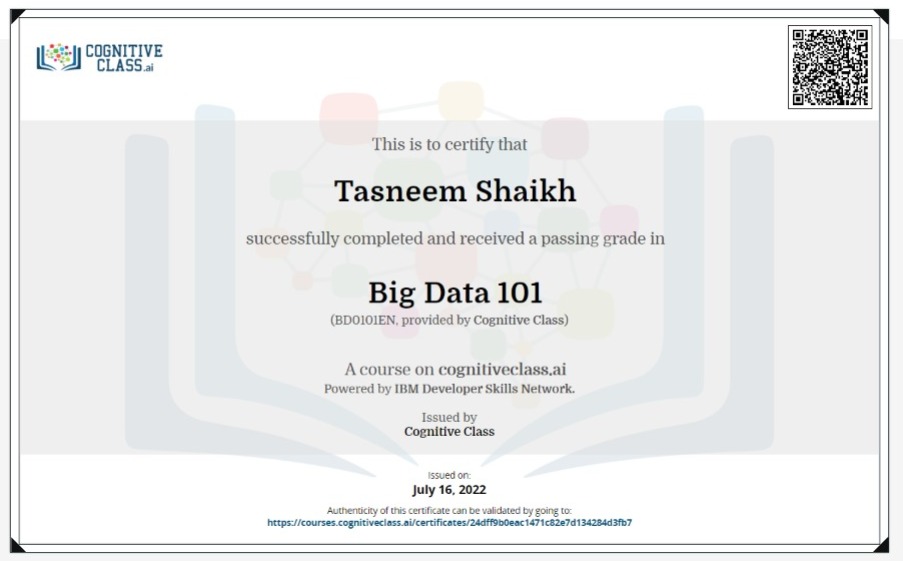 COGNITIVE
CLASS.ai
This is to certify that
Tasneem Shaikh
successfully completed and received a passing grade in
Big Data 101
(BD0101EN, provided by Cognitive Class)
A course on cognitiveclass.ai
Powered by IBM Developer Skills Network.
Issued by
Cognitive Class
Issued on:
July 16, 2022
Authenticity of this certificate can be validated by going to:
https://courses.cognitiveclass.ai/certificates/24dff9b0eac1471c82e7d134284d3fb7